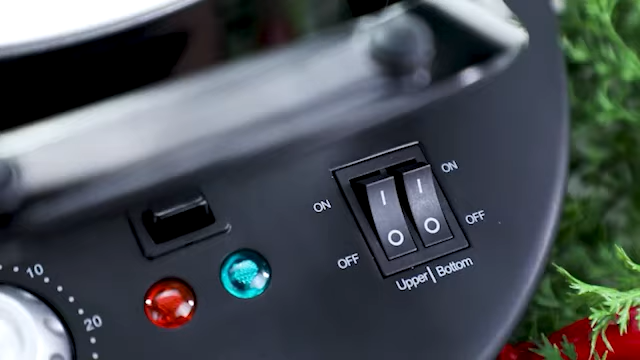 ON
ON
I I
O O
OFF
OFF
Upper | Bottom
10
20